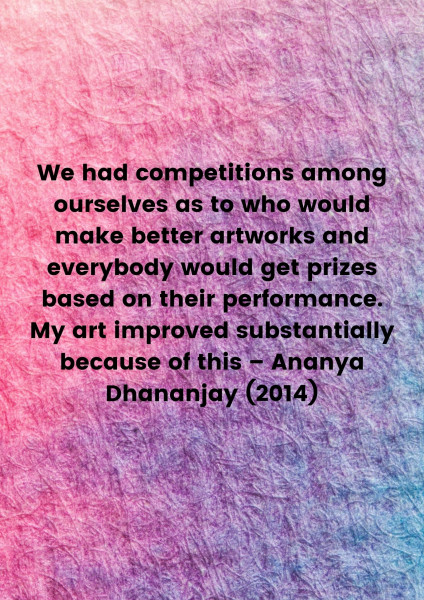 We had competitions among
ourselves as to who would
make better artworks and
everybody would get prizes
based on their performance.
My art improved substantially
because of this – Ananya
Dhananjay (2014)